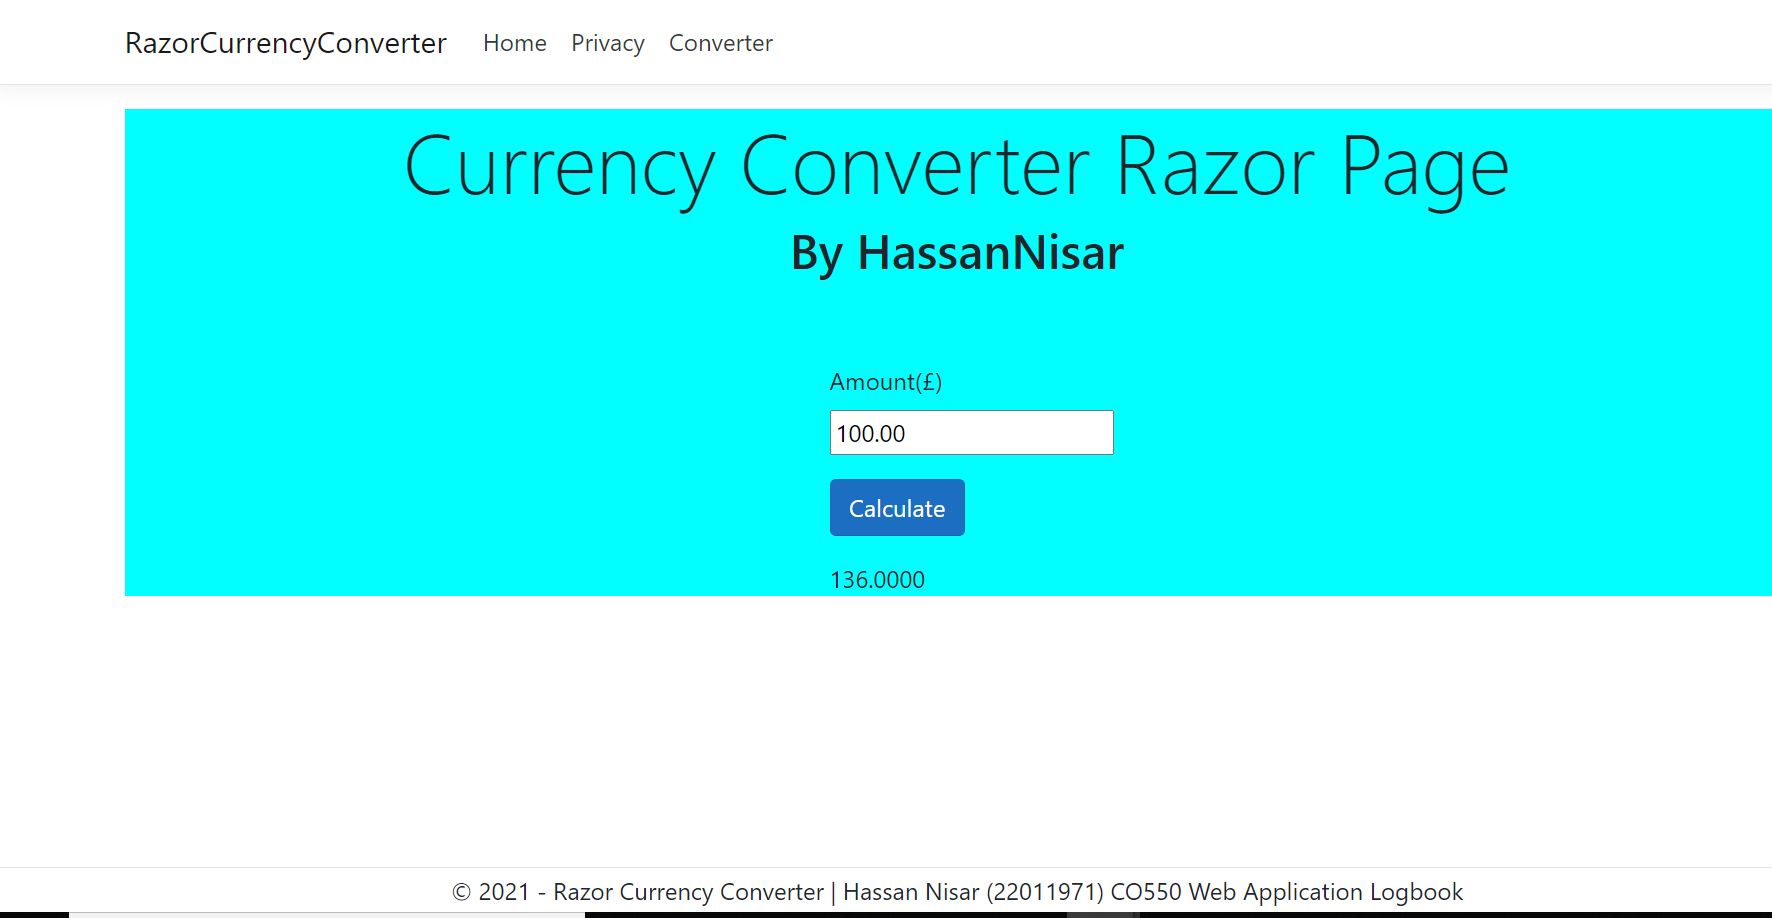 RazorCurrencyConverter Home Privacy Converter
Currency Converter Razor Page
By HassanNisar
Amount(£)
100.00
Calculate
136.0000
© 2021 - Razor Currency Converter | Hassan Nisar (22011971) CO550 Web Application Logbook